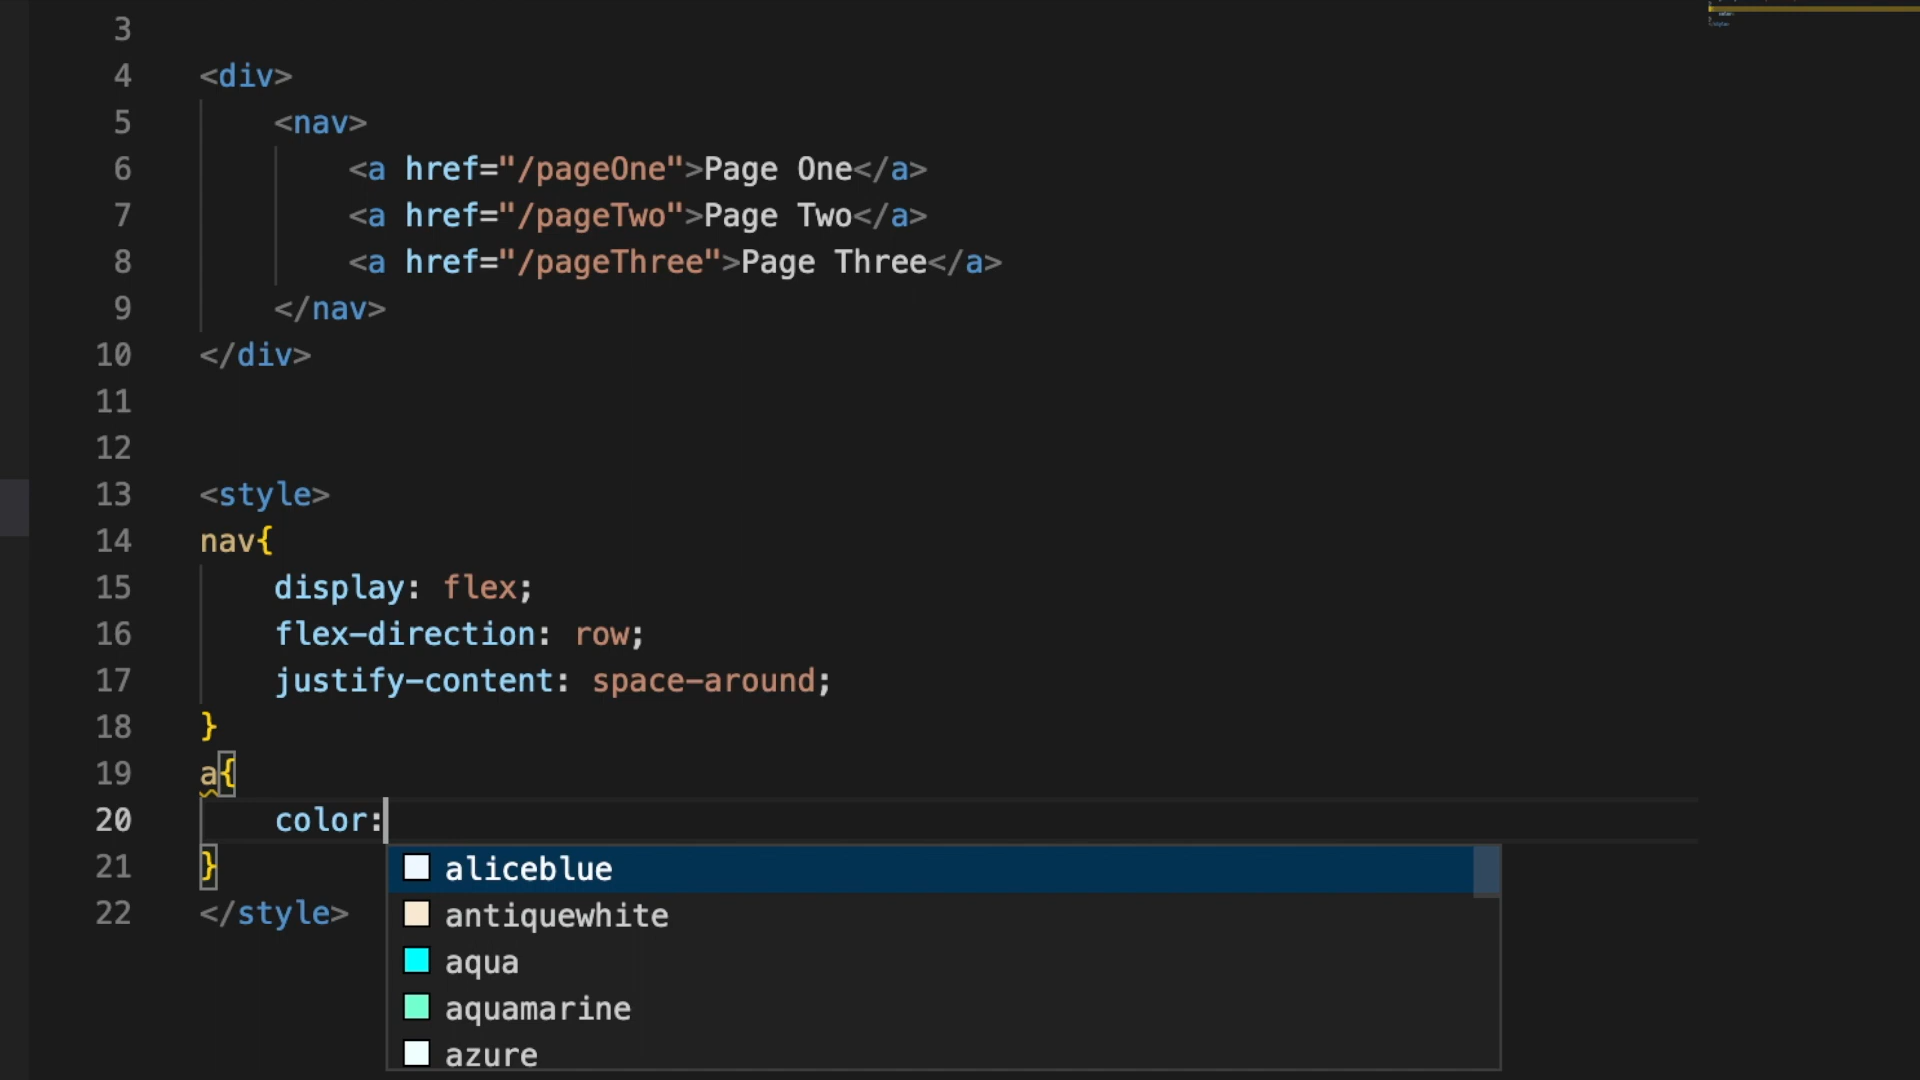 3
4 <div>
5 <nav>
6 <a href="/pageOne">Page One</a>
7 <a href="/pageTwo">Page Two</a>
8 <a href="/pageThree">Page Three</a>
9 </nav>
10 </div>
11
12
13 <style>
14 nav{
15 display: flex;
16 flex-direction: row;
17 justify-content: space-around;
18 }
19 a{
20 color:
21 }
22 </style>
aliceblue
antiquewhite
aqua
aquamarine
azure